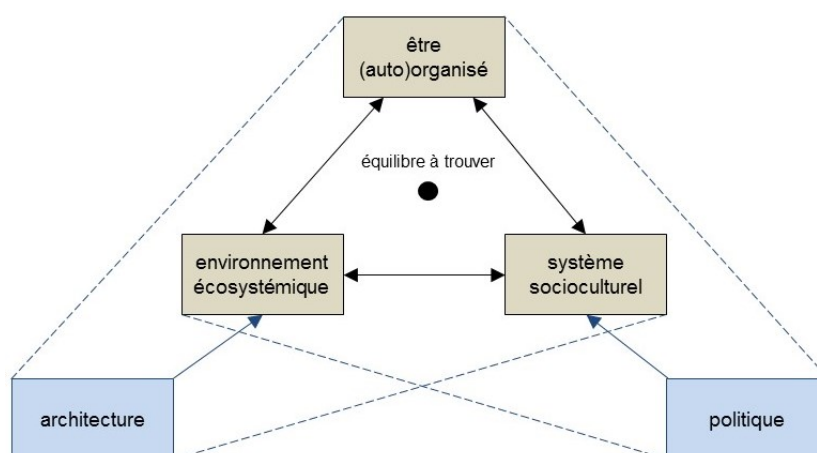 être
(auto)organisé
équilibre à trouver
environnement
écosystémique
système
socioculturel
architecture
politique